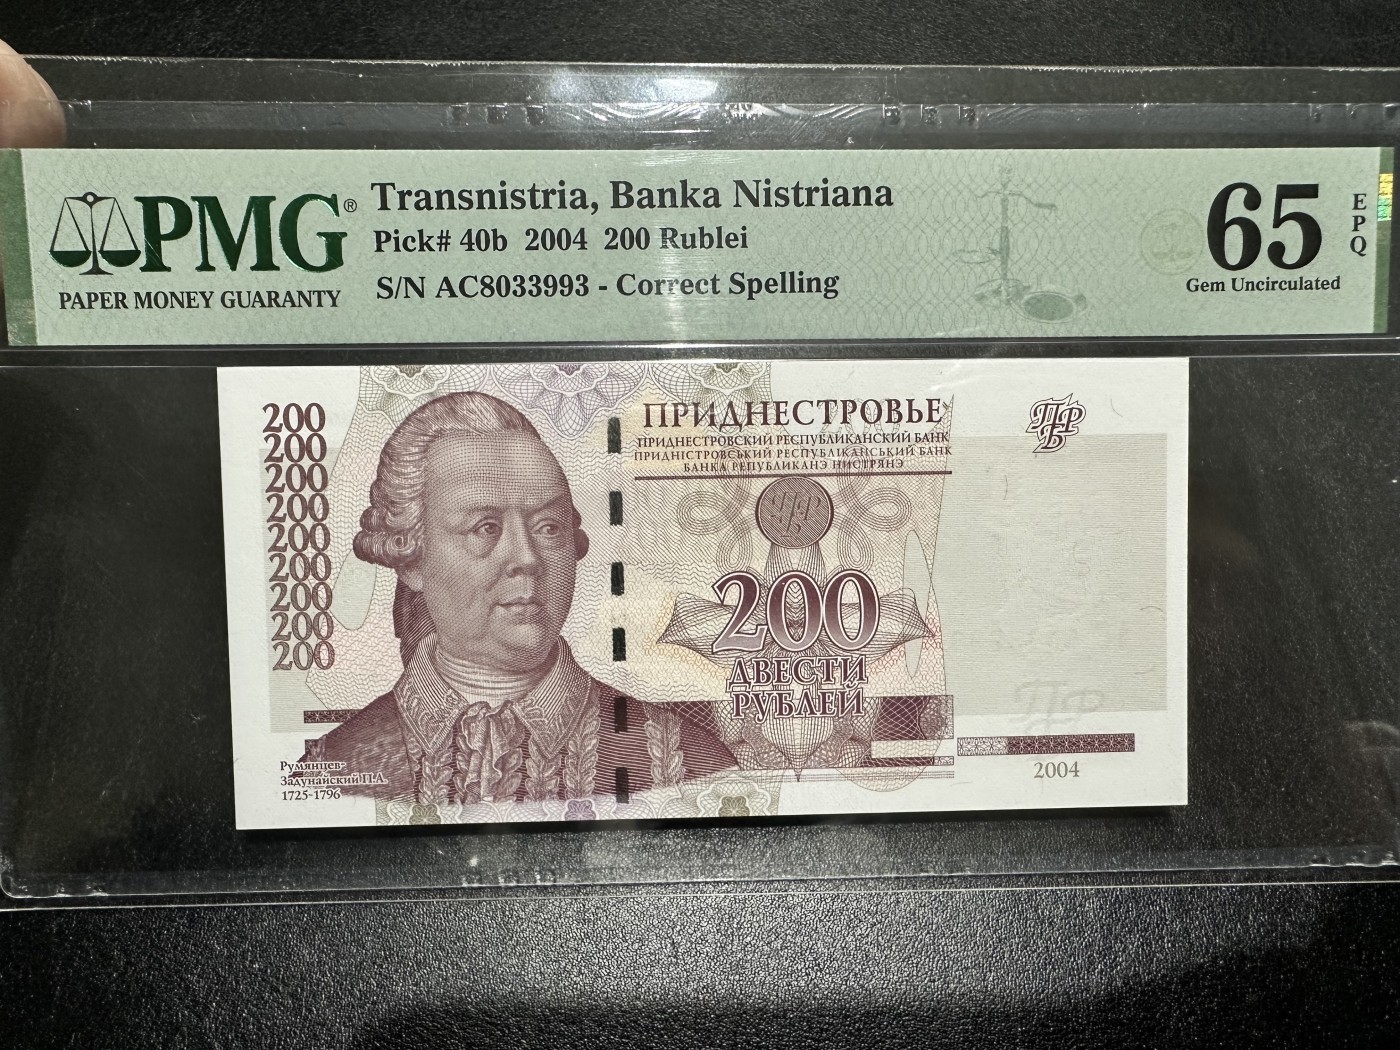 PMG®
PAPER MONEY GUARANTY
Transnistria, Banka Nistriana
Pick# 40b 2004 200 Rublei
S/N AC8033993 - Correct Spelling
65
EPQ
Gem Uncirculated
200
200
200
200
200
200
200
200
200
ПРИДНЕСТРОВЬЕ
ПРИДНЕСТРОВСКИЙ РЕСПУБЛИКАНСКИЙ БАНК
ПРИДНІСТРОВСЬКИЙ РЕСПУБЛІКАНСЬКИЙ БАНК
БАНКА РЕПУБЛИКАНЭ НИСТРЯНЭ
ПРБ
200
ДВЕСТИ
РУБЛЕЙ
Румянцев-
Задунайский П.А.
1725-1796
2004